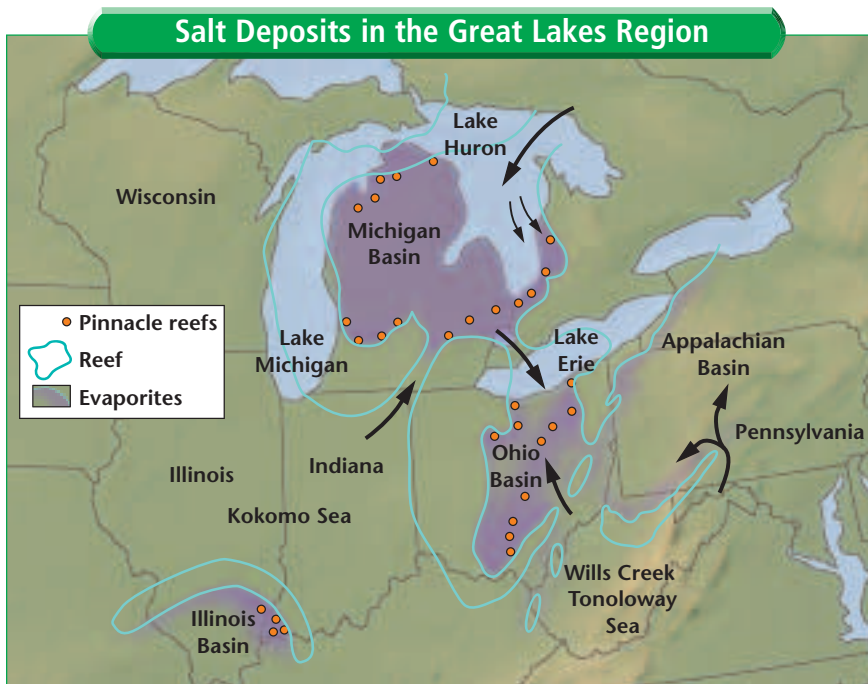 Salt Deposits in the Great Lakes Region
Lake
Huron
Wisconsin
Michigan
Basin
Pinnacle reefs
Reef
Evaporites
Lake
Michigan
Lake
Erie
Appalachian
Basin
Pennsylvania
Ohio
Basin
Indiana
Illinois
Kokomo Sea
Wills Creek
Tonoloway
Sea
Illinois
Basin